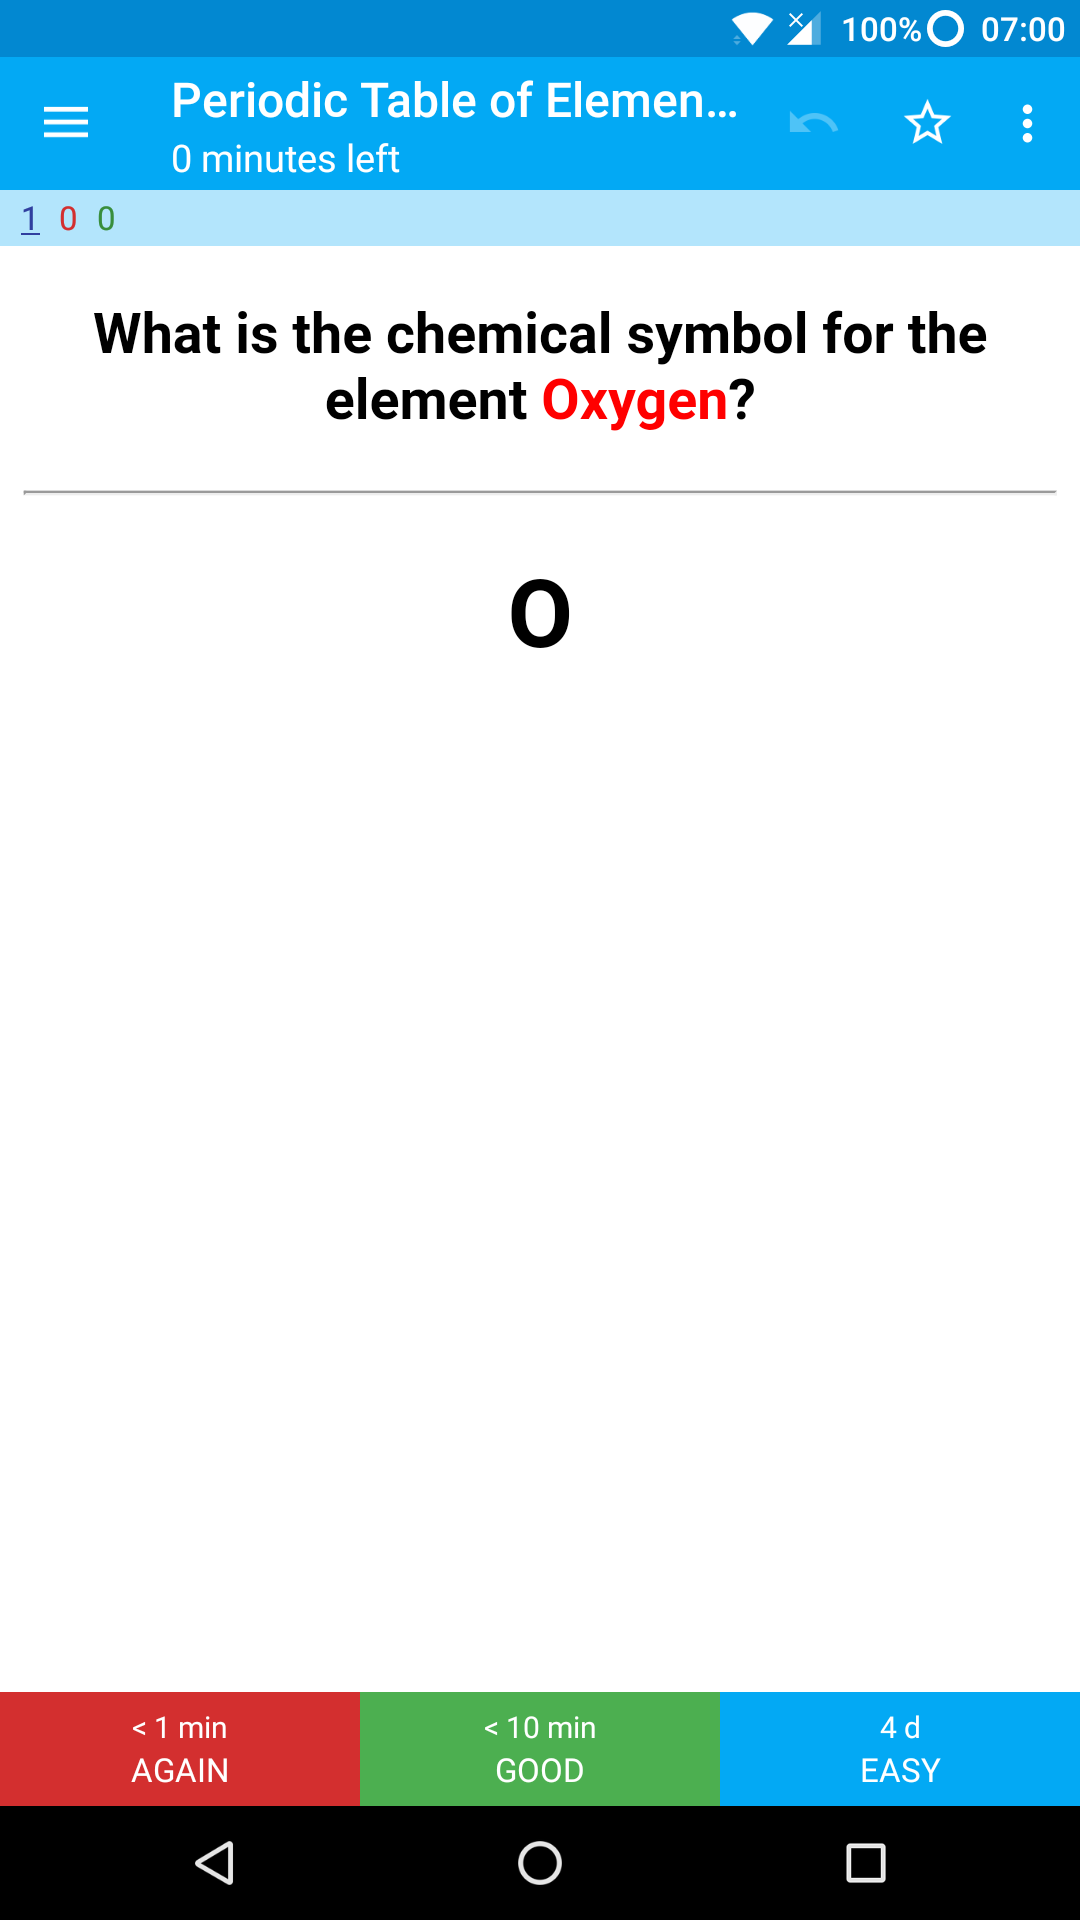 100% 07:00
Periodic Table of Elemen...
0 minutes left
1 0 0
What is the chemical symbol for the
element Oxygen?
O
< 1 min
AGAIN
< 10 min
GOOD
4 d
EASY